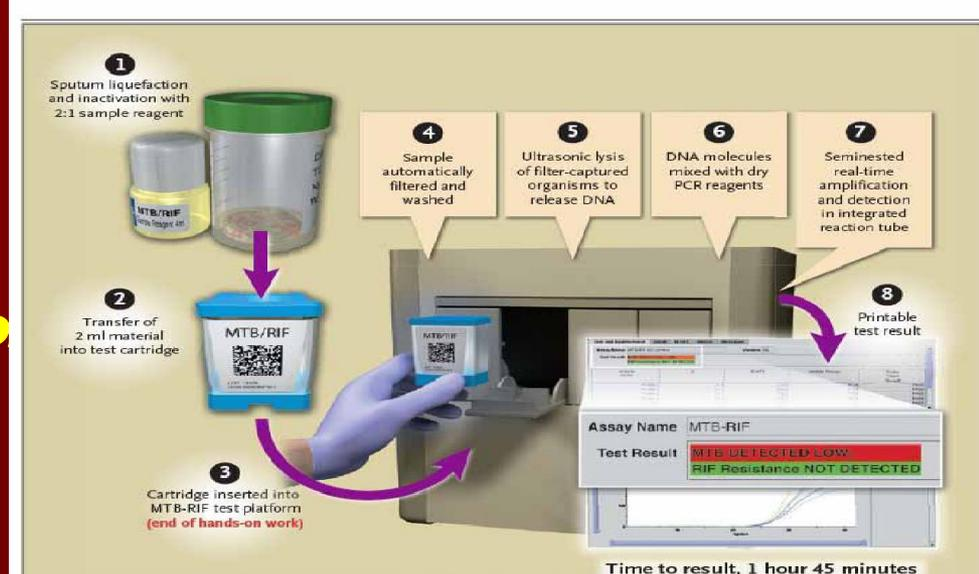 1
Sputum liquefaction
and inactivation with
2:1 sample reagent
MTB/RIF
Sample Reagent 4ml
2
Transfer of
2 ml material
into test cartridge
MTB/RIF
3
Cartridge inserted into
MTB-RIF test platform
(end of hands-on work)
MTB/RIF
4
Sample
automatically
filtered and
washed
5
Ultrasonic lysis
of filter-captured
organisms to
release DNA
6
DNA molecules
mixed with dry
PCR reagents
7
Seminested
real-time
amplification
and detection
in integrated
reaction tube
8
Printable
test result
Assay Name MTB-RIF
Test Result MTB DETECTED LOW
RIF Resistance NOT DETECTED
Time to result, 1 hour 45 minutes